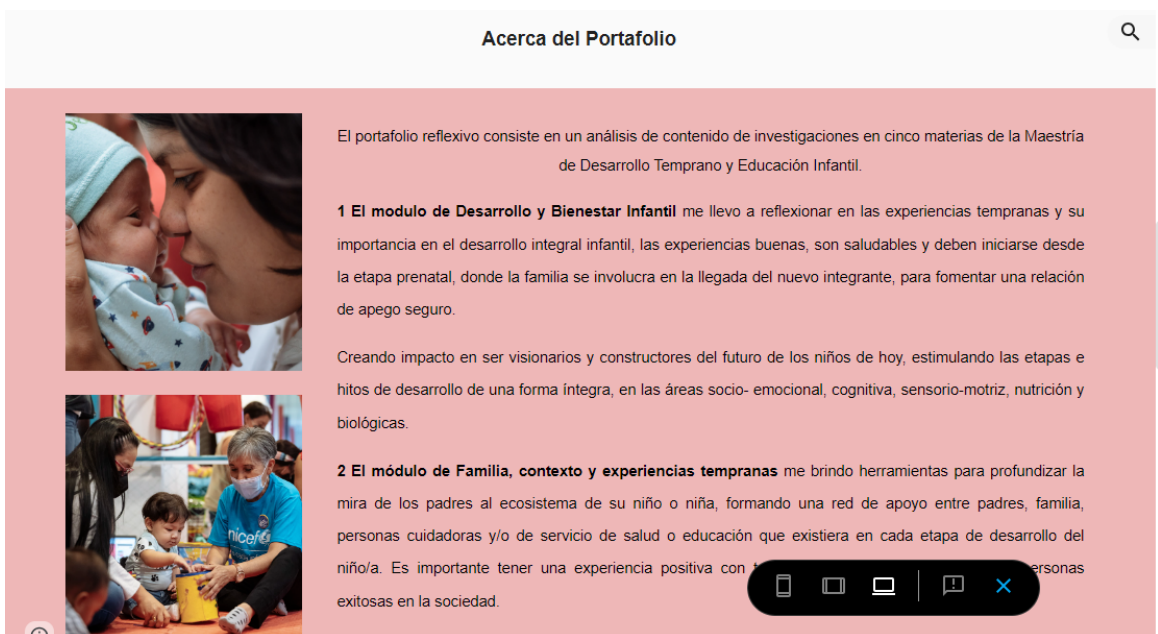 Acerca del Portafolio
El portafolio reflexivo consiste en un análisis de contenido de investigaciones en cinco materias de la Maestría
de Desarrollo Temprano y Educación Infantil.
1 El modulo de Desarrollo y Bienestar Infantil me llevo a reflexionar en las experiencias tempranas y su
importancia en el desarrollo integral infantil, las experiencias buenas, son saludables y deben iniciarse desde
la etapa prenatal, donde la familia se involucra en la llegada del nuevo integrante, para fomentar una relación
de apego seguro.
Creando impacto en ser visionarios y constructores del futuro de los niños de hoy, estimulando las etapas e
hitos de desarrollo de una forma íntegra, en las áreas socio- emocional, cognitiva, sensorio-motriz, nutrición y
biológicas.
2 El módulo de Familia, contexto y experiencias tempranas me brindo herramientas para profundizar la
mira de los padres al ecosistema de su niño o niña, formando una red de apoyo entre padres, familia,
personas cuidadoras y/o de servicio de salud o educación que existiera en cada etapa de desarrollo del
niño/a. Es importante tener una experiencia positiva con
exitosas en la sociedad.
unicef